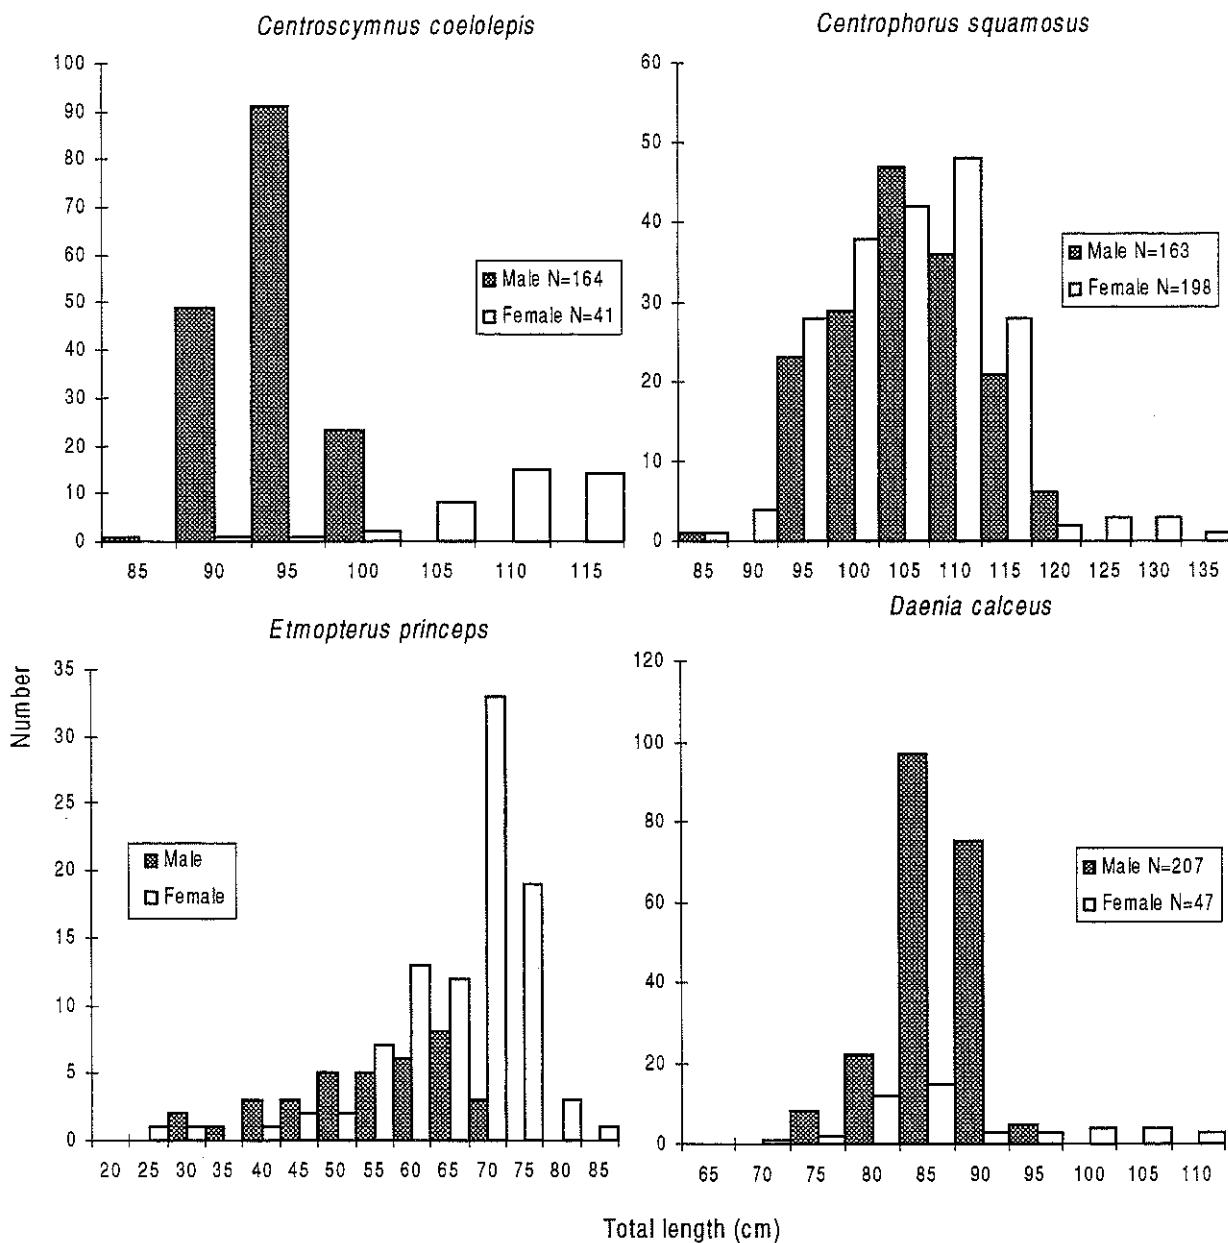 Centroscymnus coelolepis
100
90
80
70
60
50
40
30
20
10
0
Male N=164
Female N=41
85 90 95 100 105 110 115
Centrophorus squamosus
60
50
40
30
20
10
0
Male N=163
Female N=198
85 90 95 100 105 110 115 120 125 130 135
Etmopterus princeps
Number
35
30
25
20
15
10
5
0
Male
Female
20 25 30 35 40 45 50 55 60 65 70 75 80 85
Daenia calceus
120
100
80
60
40
20
0
Male N=207
Female N=47
65 70 75 80 85 90 95 100 105 110
Total length (cm)